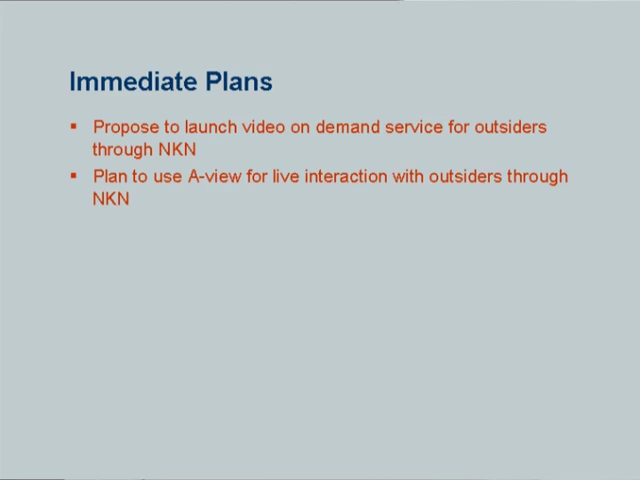 Immediate Plans
▪ Propose to launch video on demand service for outsiders
through NKN
▪ Plan to use A-view for live interaction with outsiders through
NKN